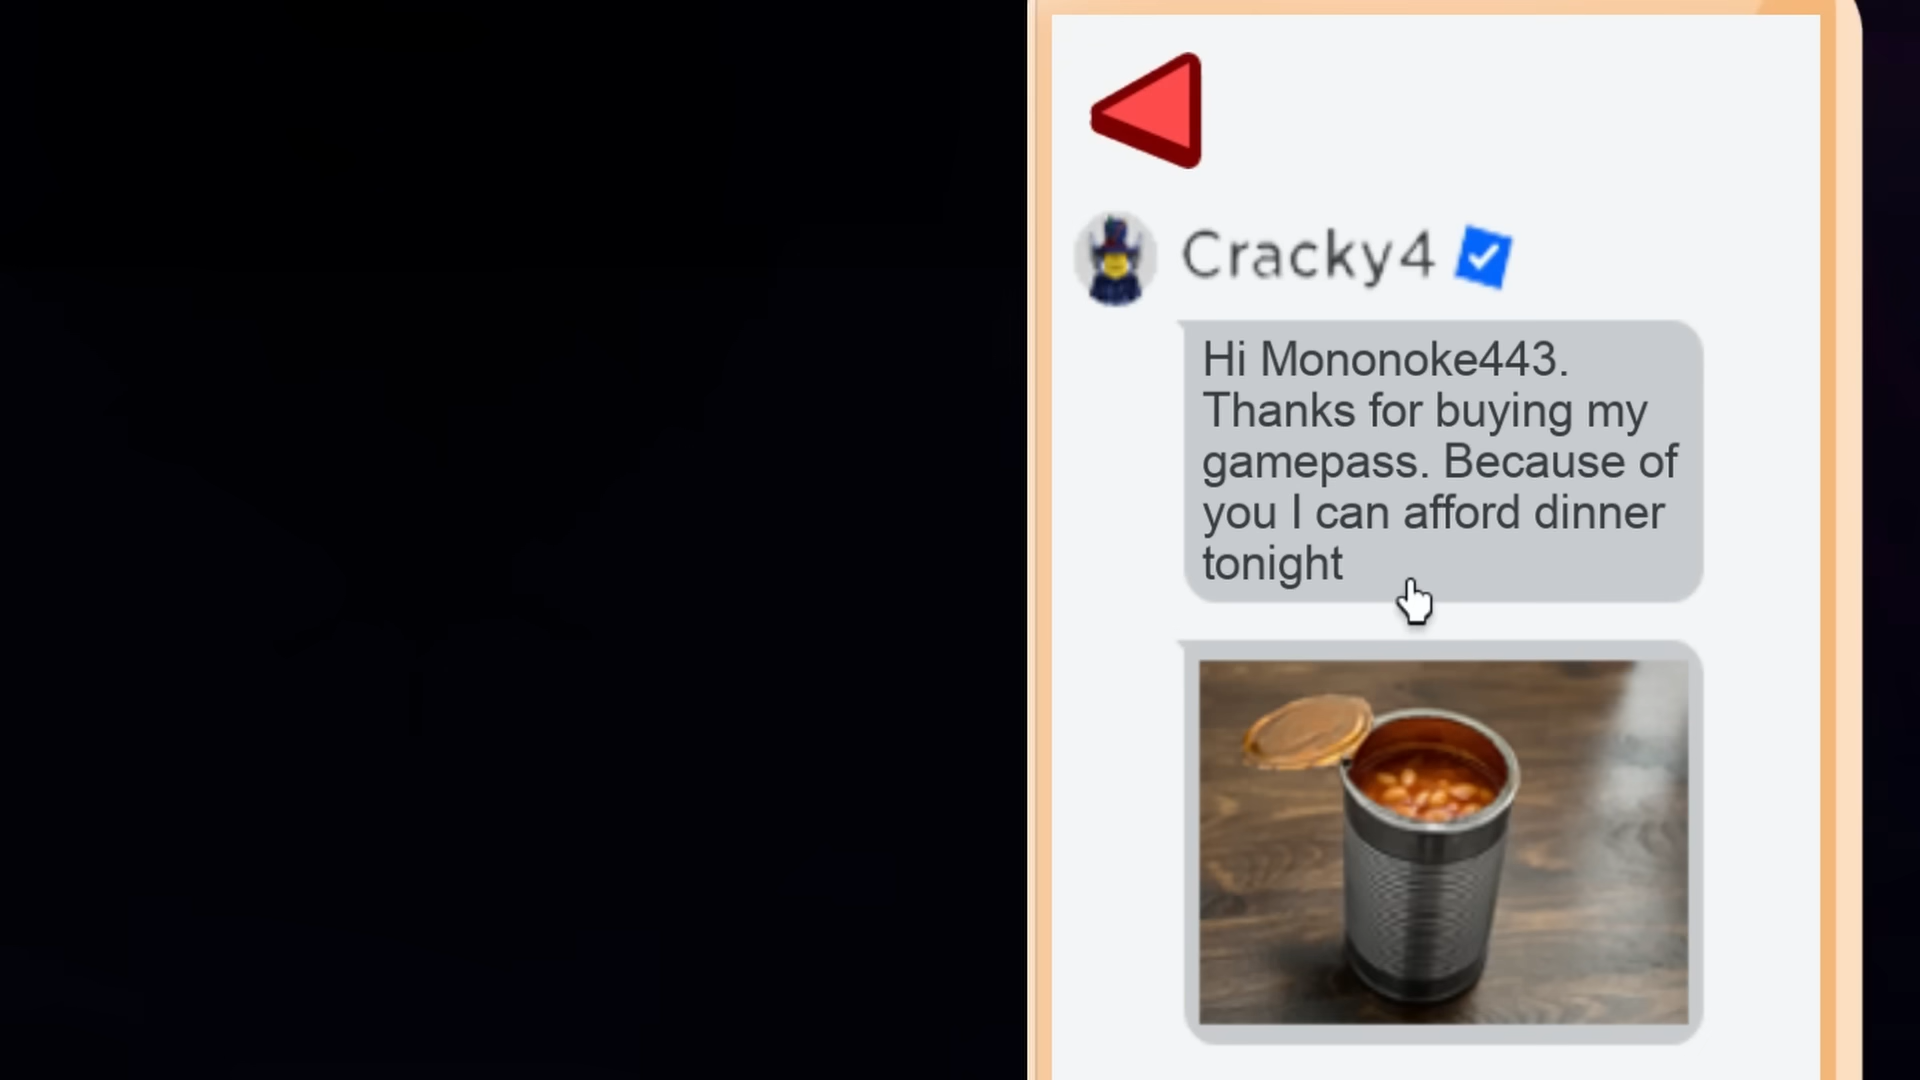 Cracky4
Hi Mononoke443.
Thanks for buying my
gamepass. Because of
you I can afford dinner
tonight